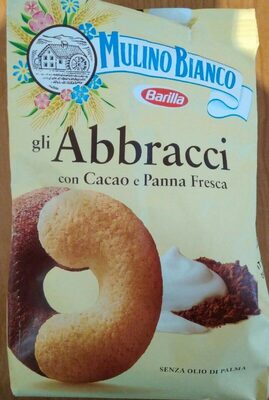 MULINO BIANCO
Barilla
gli Abbracci
con Cacao e Panna Fresca
SENZA OLIO DI PALMA